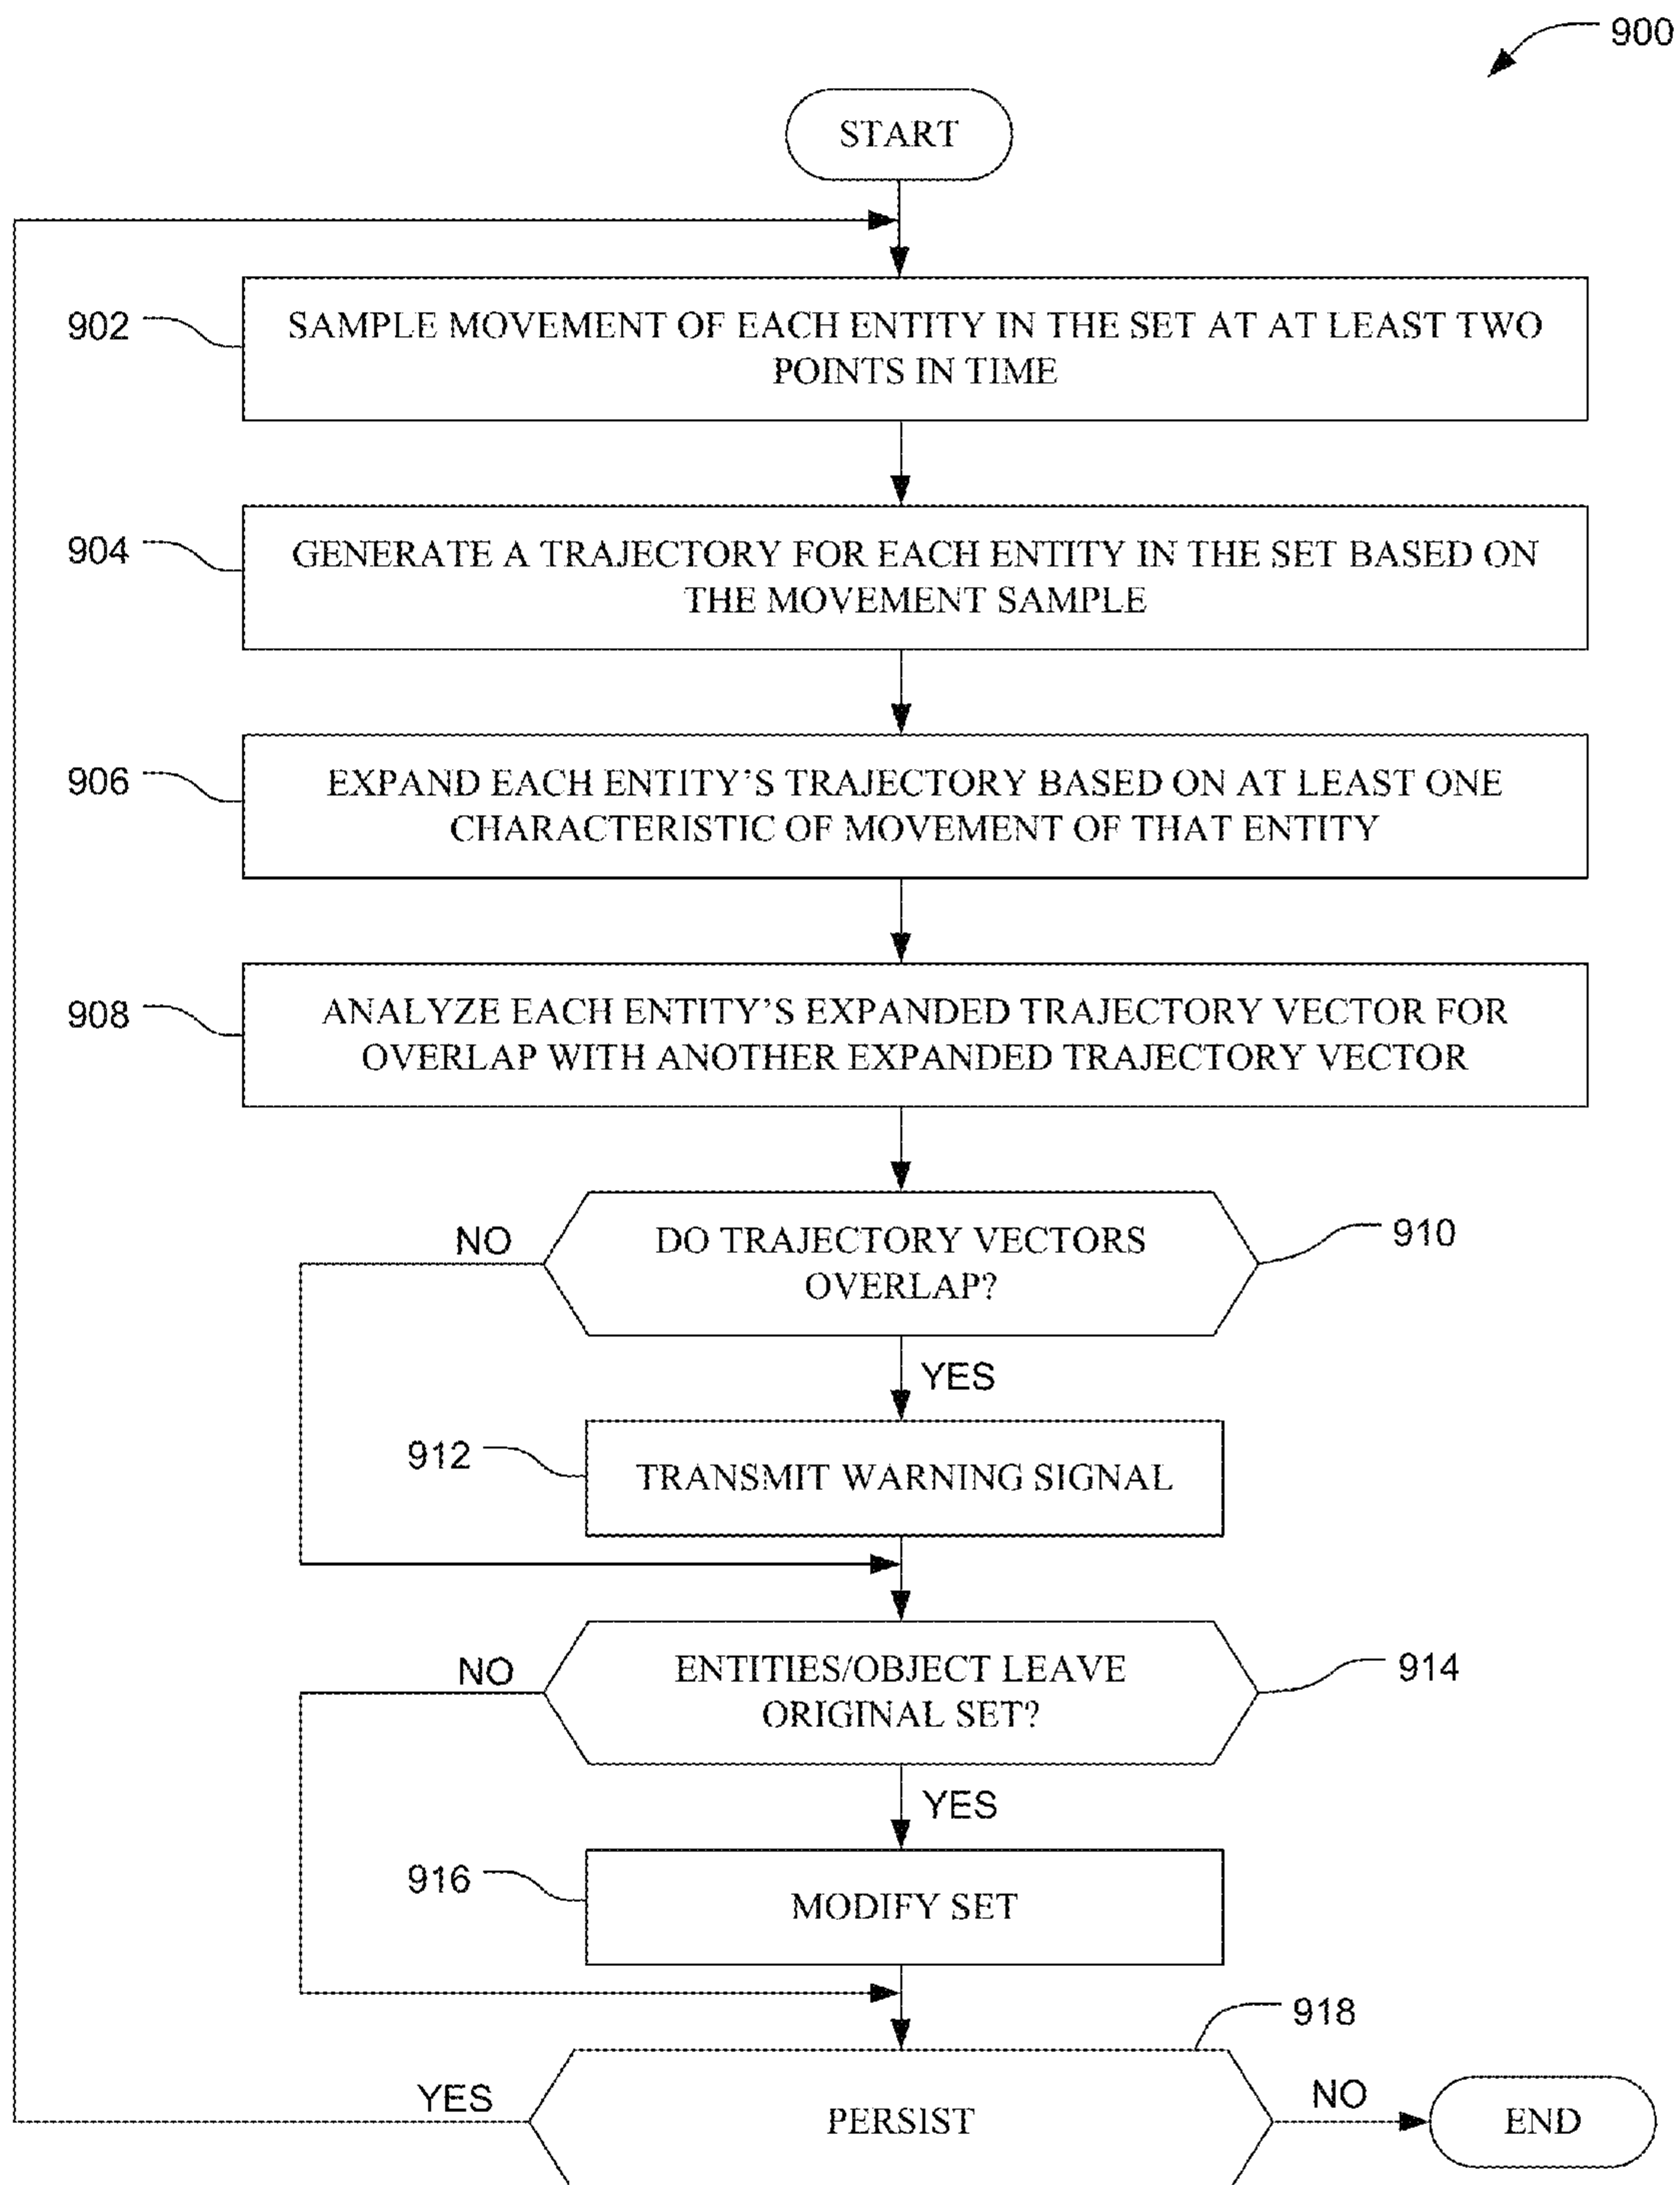 900
START
902
SAMPLE MOVEMENT OF EACH ENTITY IN THE SET AT AT LEAST TWO
POINTS IN TIME
904
GENERATE A TRAJECTORY FOR EACH ENTITY IN THE SET BASED ON
THE MOVEMENT SAMPLE
906
EXPAND EACH ENTITY'S TRAJECTORY BASED ON AT LEAST ONE
CHARACTERISTIC OF MOVEMENT OF THAT ENTITY
908
ANALYZE EACH ENTITY'S EXPANDED TRAJECTORY VECTOR FOR
OVERLAP WITH ANOTHER EXPANDED TRAJECTORY VECTOR
NO
DO TRAJECTORY VECTORS
OVERLAP?
910
YES
912
TRANSMIT WARNING SIGNAL
NO
ENTITIES/OBJECT LEAVE
ORIGINAL SET?
914
YES
916
MODIFY SET
918
YES
PERSIST
NO
END